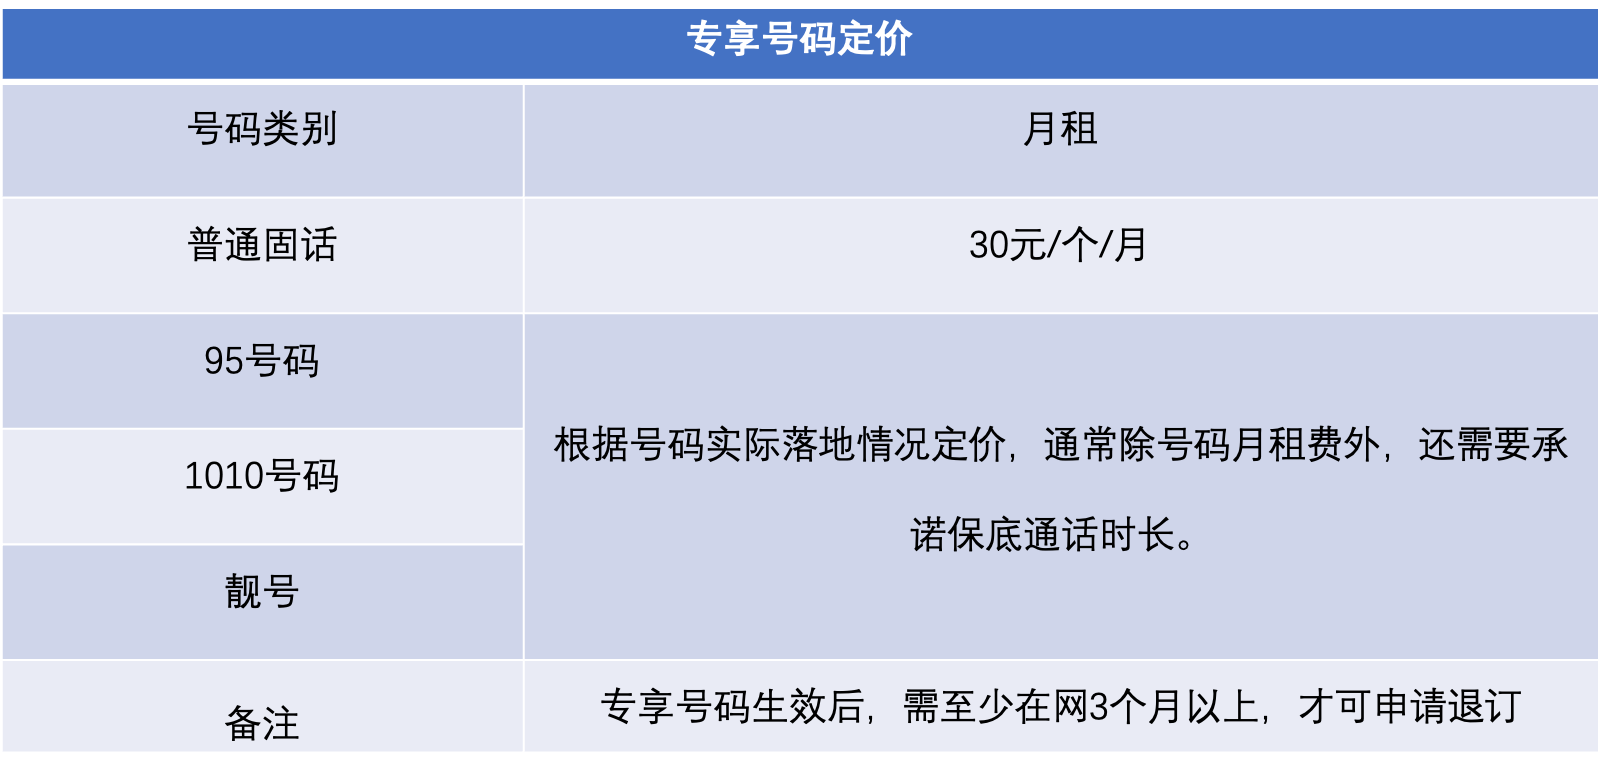 专享号码定价
号码类别
月租
普通固话
30元/个/月
95号码
1010号码
靓号
根据号码实际落地情况定价，通常除号码月租费外，还需要承
诺保底通话时长。
备注
专享号码生效后，需至少在网3个月以上，才可申请退订